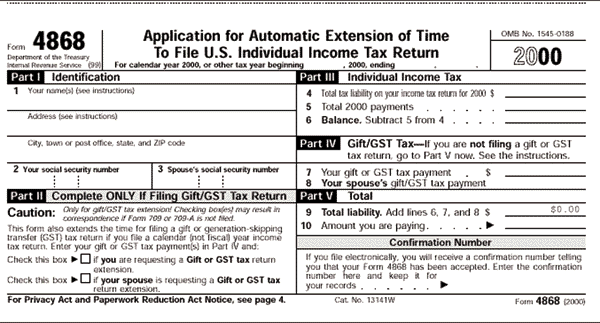 Form 4868
Department of the Treasury
Internal Revenue Service (99)
Application for Automatic Extension of Time
To File U.S. Individual Income Tax Return
For calendar year 2000, or other tax year beginning , 2000, ending , .
OMB No. 1545-0188
2000
Part I Identification
1 Your name(s) (see instructions)
Address (see instructions)
City, town or post office, state, and ZIP code
2 Your social security number
3 Spouse's social security number
Part II Complete ONLY If Filing Gift/GST Tax Return
Caution: Only for gift/GST tax extension! Checking box(es) may result in
correspondence if Form 709 or 709-A is not filed.
This form also extends the time for filing a gift or generation-skipping
transfer (GST) tax return if you file a calendar (not fiscal) year income
tax return. Enter your gift or GST tax payment(s) in Part IV and:
Check this box ► if you are requesting a Gift or GST tax return
extension.
Check this box ► if your spouse is requesting a Gift or GST tax
return extension.
Part III Individual Income Tax
4 Total tax liability on your income tax return for 2000 $
5 Total 2000 payments . . . . .
6 Balance. Subtract 5 from 4 . . . .
Part IV Gift/GST Tax—If you are not filing a gift or GST
tax return, go to Part V now. See the instructions.
7 Your gift or GST tax payment . $
8 Your spouse's gift/GST tax payment
Part V Total
9 Total liability. Add lines 6, 7, and 8 $ $0.00
10 Amount you are paying. . . . ►
Confirmation Number
If you file electronically, you will receive a confirmation number telling
you that your Form 4868 has been accepted. Enter the confirmation
number here and keep it for
your records . . . . . ►
For Privacy Act and Paperwork Reduction Act Notice, see page 4.
Cat. No. 13141W
Form 4868 (2000)